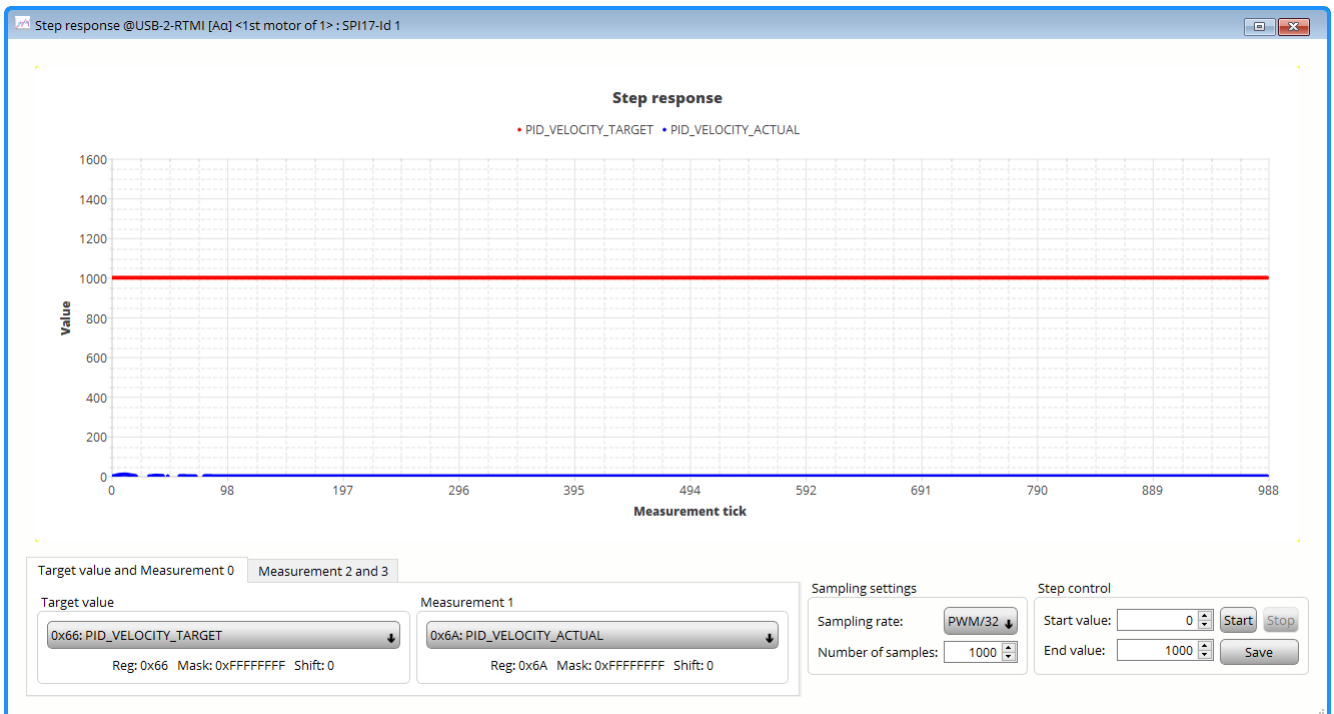 Step response @USB-2-RTMI [Aα] <1st motor of 1> : SPI17-Id 1
Step response
PID_VELOCITY_TARGET PID_VELOCITY_ACTUAL
1600
1400
1200
1000
800
600
400
200
0
Value
0 98 197 296 395 494 592 691 790 889 988
Measurement tick
Target value and Measurement 0 Measurement 2 and 3
Target value
0x66: PID_VELOCITY_TARGET
Reg: 0x66 Mask: 0xFFFFFFFF Shift: 0
Measurement 1
0x6A: PID_VELOCITY_ACTUAL
Reg: 0x6A Mask: 0xFFFFFFFF Shift: 0
Sampling settings
Sampling rate: PWM/32
Number of samples: 1000
Step control
Start value: 0 Start Stop
End value: 1000 Save